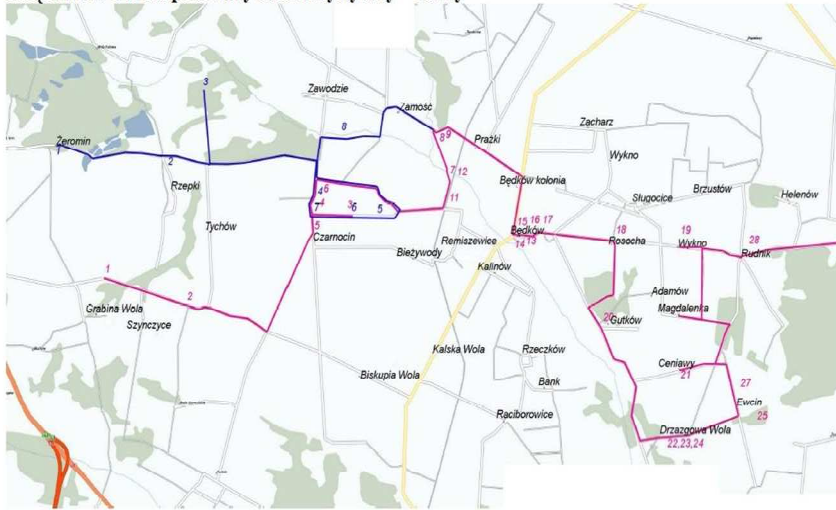 3
Zawodzie
Zamość
8
8 9
Prażki
Zacharz
Żeromin
1
2
Wykno
7 12
Rzepki
Będków kolonia
Brzustów
Sługocice
Helenów
4 6
11
7 4
3 6
5
Tychów
5
15 16 17
18
19
28
Czarnocin
Będków
Remiszewice
14 13
Rosocha
Wykno
Rudnik
Bieżywody
Kalinów
1
2
Adamów
Magdalenka
Grabina Wola
Szynczyce
20
Gutków
Kalska Wola
Rzeczków
Ceniawy
21
Biskupia Wola
Bank
27
Ewcin
Raciborowice
25
Drzazgowa Wola
22,23,24